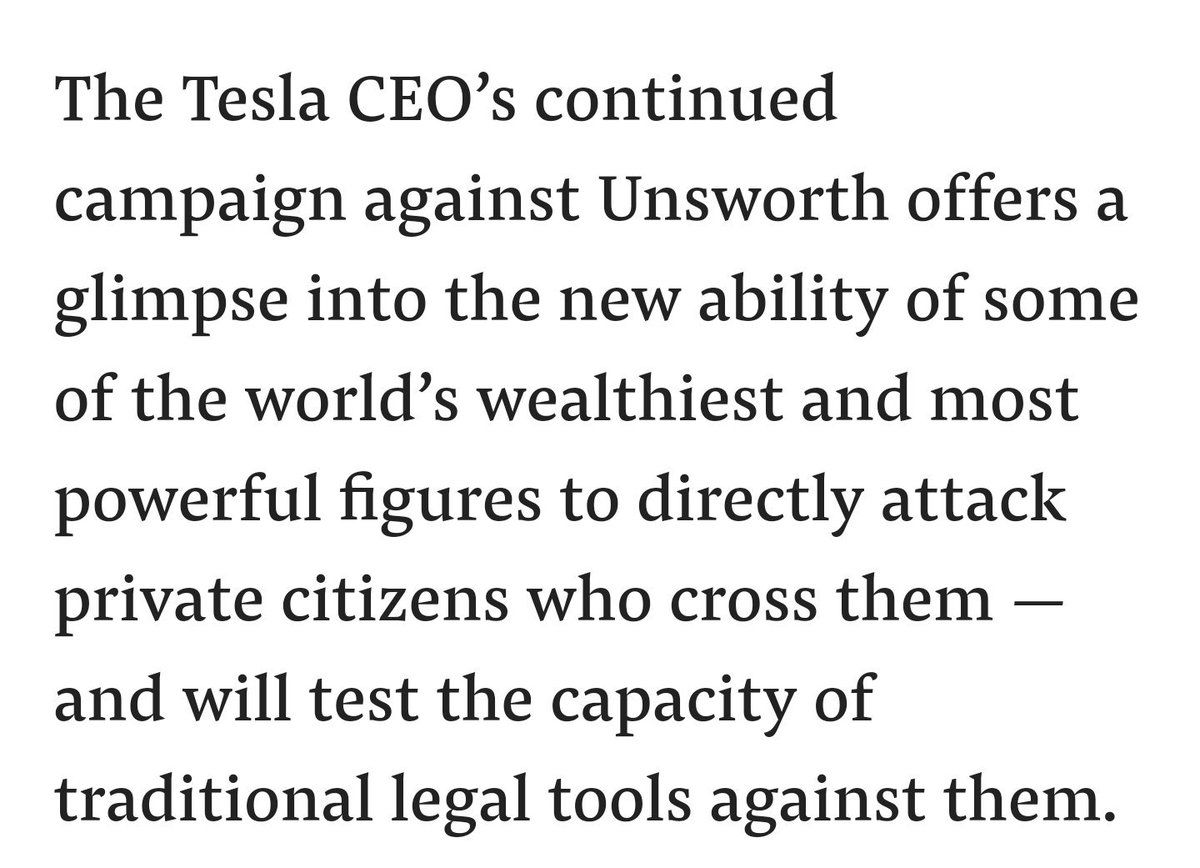 The Tesla CEO’s continued
campaign against Unsworth offers a
glimpse into the new ability of some
of the world’s wealthiest and most
powerful figures to directly attack
private citizens who cross them —
and will test the capacity of
traditional legal tools against them.